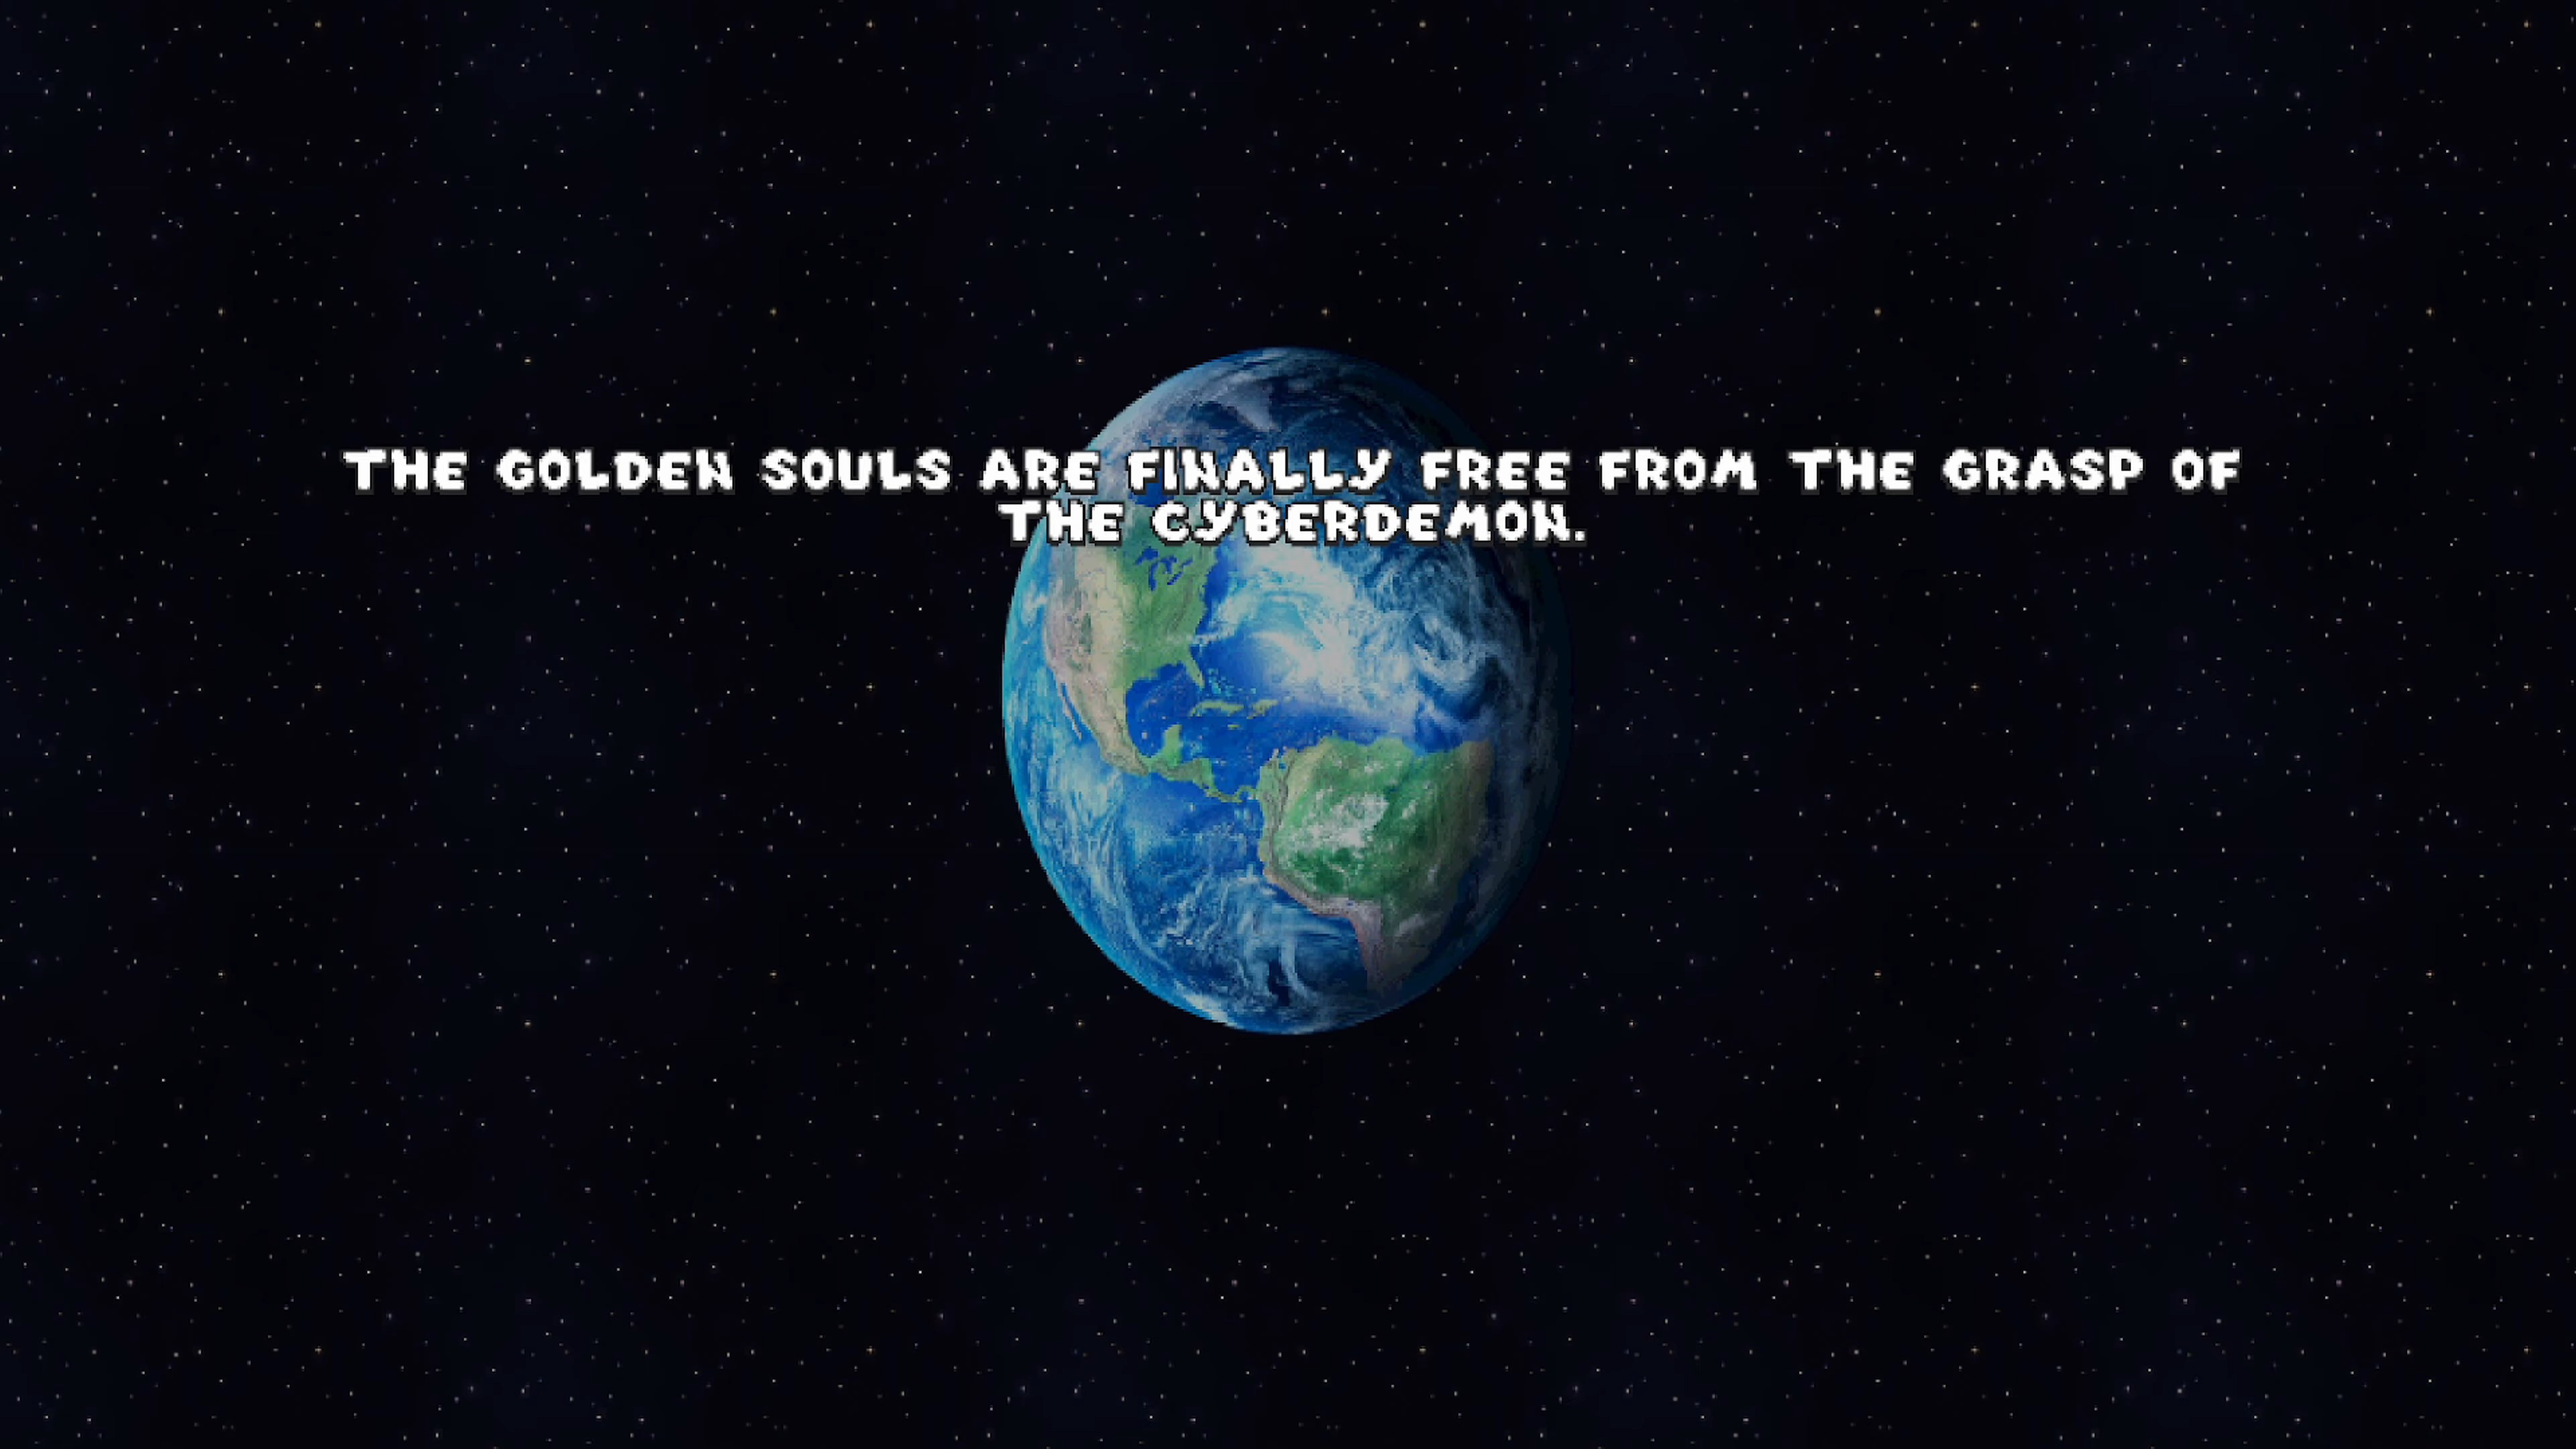 THE GOLDEN SOULS ARE FINALLY FREE FROM THE GRASP OF
THE CYBERDEMON.